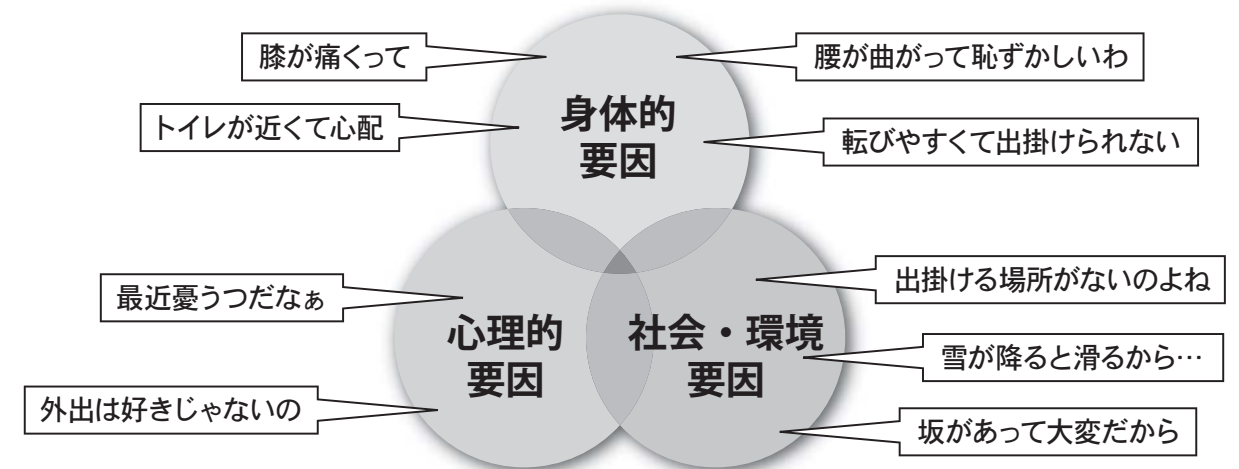 膝が痛くって
腰が曲がって恥ずかしいわ
トイレが近くて心配
身体的
要因
転びやすくて出掛けられない
最近憂うつだなぁ
出掛ける場所がないのよね
心理的
要因
社会・環境
要因
雪が降ると滑るから…
外出は好きじゃないの
坂があって大変だから